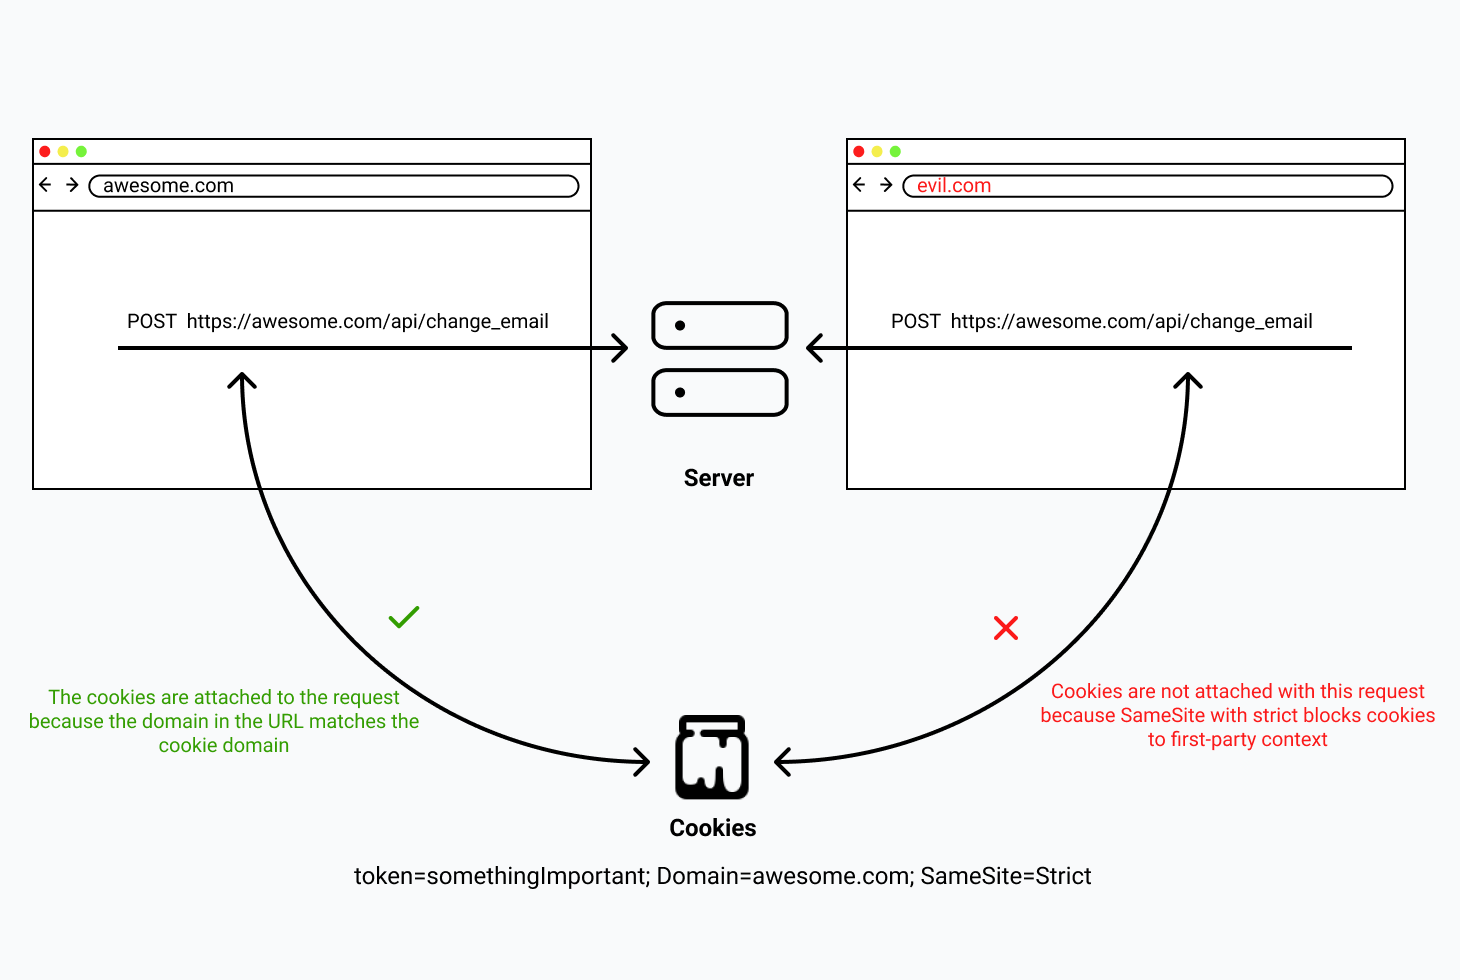 awesome.com
evil.com
POST https://awesome.com/api/change_email
POST https://awesome.com/api/change_email
Server
The cookies are attached to the request
because the domain in the URL matches the
cookie domain
Cookies are not attached with this request
because SameSite with strict blocks cookies
to first-party context
Cookies
token=somethingImportant; Domain=awesome.com; SameSite=Strict